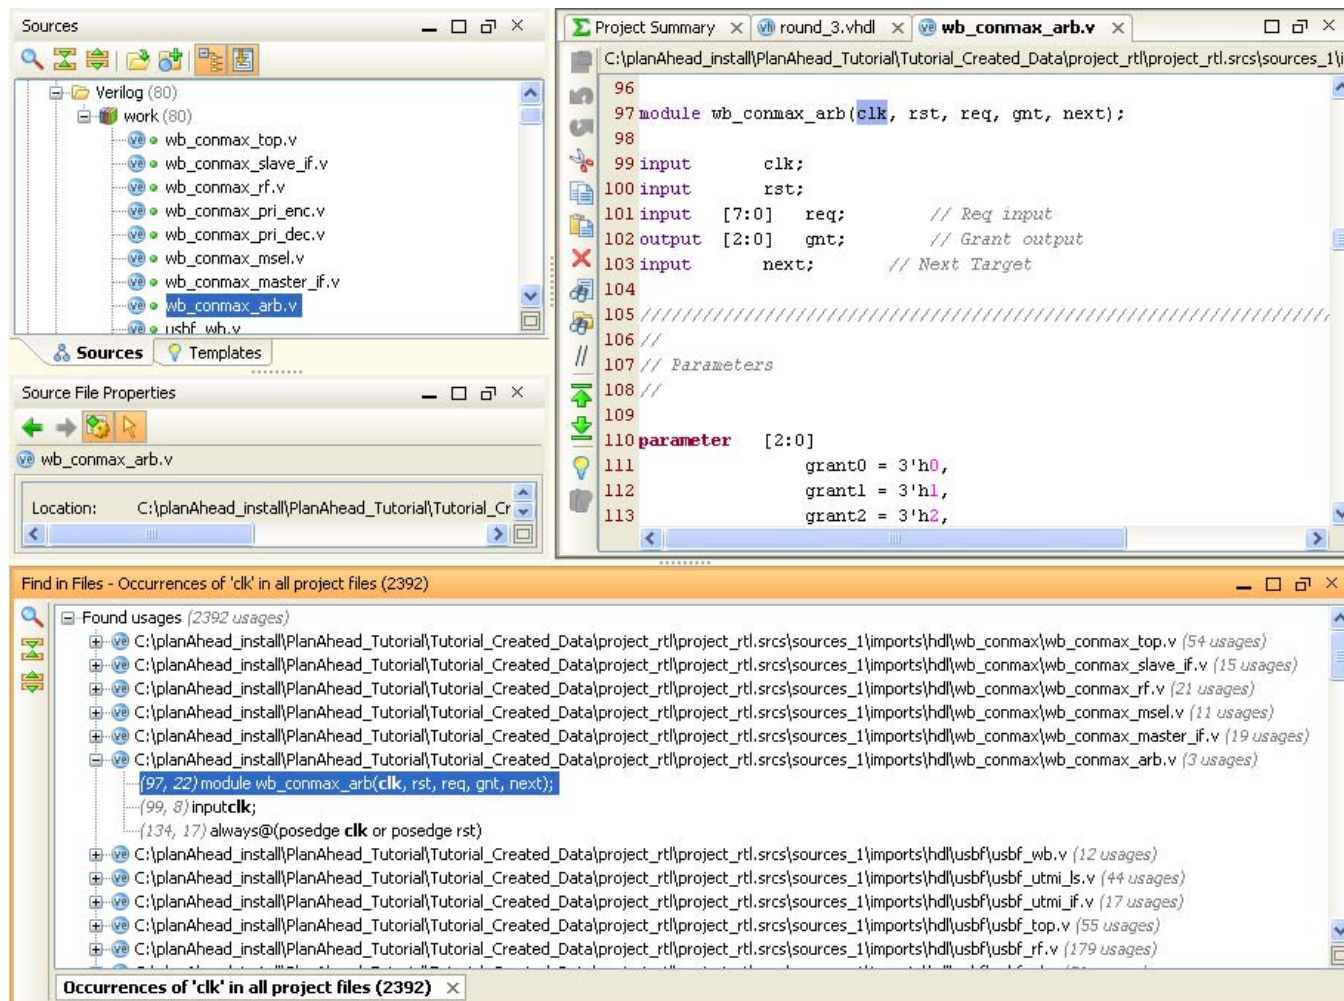 Sources
Verilog (80)
work (80)
wb_conmax_top.v
wb_conmax_slave_if.v
wb_conmax_rf.v
wb_conmax_pri_enc.v
wb_conmax_pri_dec.v
wb_conmax_msel.v
wb_conmax_master_if.v
wb_conmax_arb.v
usbf_wb.v
Sources Templates
Source File Properties
wb_conmax_arb.v
Location: C:\planAhead_install\PlanAhead_Tutorial\Tutorial_Cr
Project Summary round_3.vhdl wb_conmax_arb.v
C:\planAhead_install\PlanAhead_Tutorial\Tutorial_Created_Data\project_rtl\project_rtl.srcs\sources_1\i
96
97 module wb_conmax_arb(clk, rst, req, gnt, next);
98
99 input clk;
100 input rst;
101 input [7:0] req; // Req input
102 output [2:0] gnt; // Grant output
103 input next; // Next Target
104
105 ///////////////////////////////////////////////////////////////////
106 //
107 // Parameters
108 //
109
110 parameter [2:0]
111 grant0 = 3'h0,
112 grant1 = 3'h1,
113 grant2 = 3'h2,
Find in Files - Occurrences of 'clk' in all project files (2392)
Found usages (2392 usages)
C:\planAhead_install\PlanAhead_Tutorial\Tutorial_Created_Data\project_rtl\project_rtl.srcs\sources_1\imports\hdl\wb_conmax\wb_conmax_top.v (54 usages)
C:\planAhead_install\PlanAhead_Tutorial\Tutorial_Created_Data\project_rtl\project_rtl.srcs\sources_1\imports\hdl\wb_conmax\wb_conmax_slave_if.v (15 usages)
C:\planAhead_install\PlanAhead_Tutorial\Tutorial_Created_Data\project_rtl\project_rtl.srcs\sources_1\imports\hdl\wb_conmax\wb_conmax_rf.v (21 usages)
C:\planAhead_install\PlanAhead_Tutorial\Tutorial_Created_Data\project_rtl\project_rtl.srcs\sources_1\imports\hdl\wb_conmax\wb_conmax_msel.v (11 usages)
C:\planAhead_install\PlanAhead_Tutorial\Tutorial_Created_Data\project_rtl\project_rtl.srcs\sources_1\imports\hdl\wb_conmax\wb_conmax_master_if.v (19 usages)
C:\planAhead_install\PlanAhead_Tutorial\Tutorial_Created_Data\project_rtl\project_rtl.srcs\sources_1\imports\hdl\wb_conmax\wb_conmax_arb.v (3 usages)
(97, 22) module wb_conmax_arb(clk, rst, req, gnt, next);
(99, 8) inputclk;
(134, 17) always@(posedge clk or posedge rst)
C:\planAhead_install\PlanAhead_Tutorial\Tutorial_Created_Data\project_rtl\project_rtl.srcs\sources_1\imports\hdl\usbf\usbf_wb.v (12 usages)
C:\planAhead_install\PlanAhead_Tutorial\Tutorial_Created_Data\project_rtl\project_rtl.srcs\sources_1\imports\hdl\usbf\usbf_utmi_ls.v (44 usages)
C:\planAhead_install\PlanAhead_Tutorial\Tutorial_Created_Data\project_rtl\project_rtl.srcs\sources_1\imports\hdl\usbf\usbf_utmi_if.v (17 usages)
C:\planAhead_install\PlanAhead_Tutorial\Tutorial_Created_Data\project_rtl\project_rtl.srcs\sources_1\imports\hdl\usbf\usbf_top.v (55 usages)
C:\planAhead_install\PlanAhead_Tutorial\Tutorial_Created_Data\project_rtl\project_rtl.srcs\sources_1\imports\hdl\usbf\usbf_rf.v (179 usages)
Occurrences of 'clk' in all project files (2392)